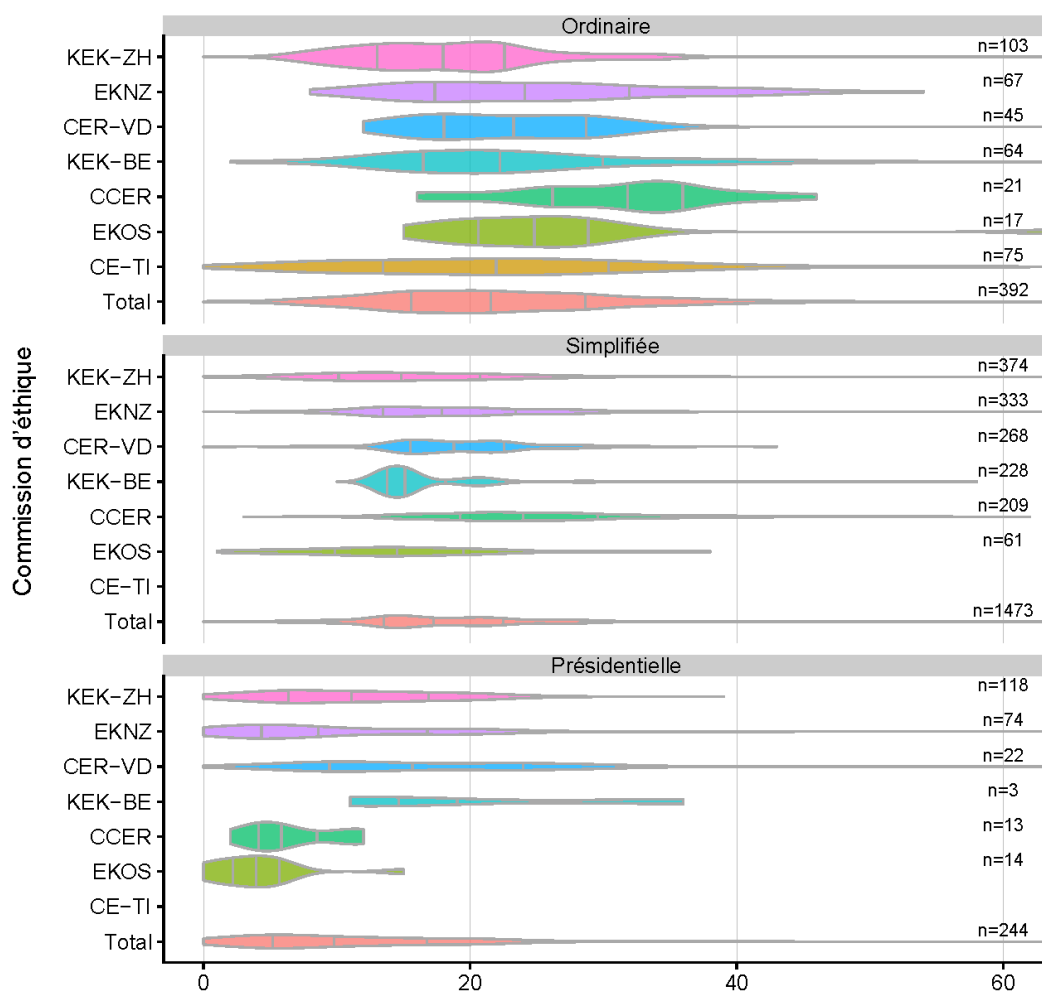 Ordinaire
KEK−ZH n=103
EKNZ n=67
CER−VD n=45
KEK−BE n=64
CCER n=21
EKOS n=17
CE−TI n=75
Total n=392
Simplifiée
KEK−ZH n=374
EKNZ n=333
CER−VD n=268
KEK−BE n=228
CCER n=209
EKOS n=61
CE−TI
Total n=1473
Présidentielle
KEK−ZH n=118
EKNZ n=74
CER−VD n=22
KEK−BE n=3
CCER n=13
EKOS n=14
CE−TI
Total n=244
0 20 40 60
Commission d'éthique